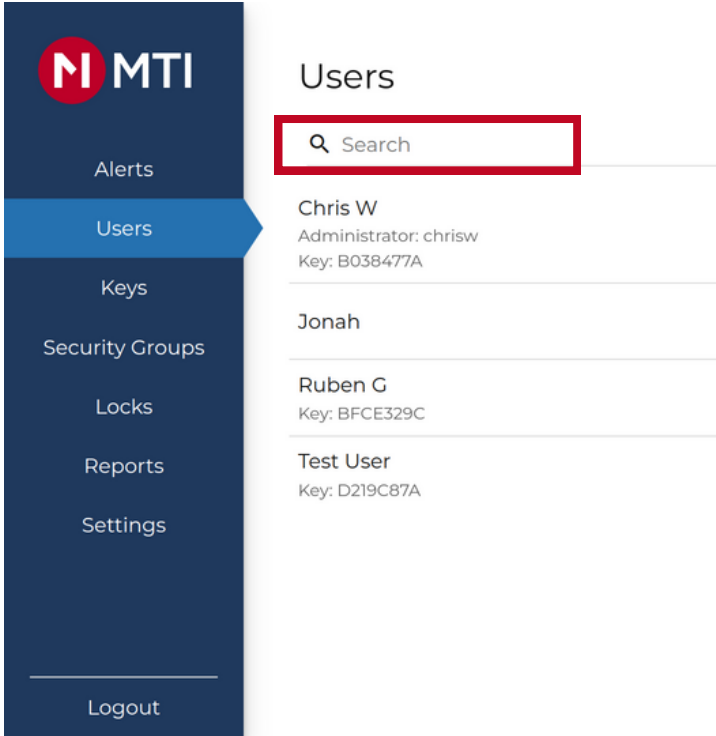 MTI
Alerts
Users
Keys
Security Groups
Locks
Reports
Settings
Logout
Users
Search
Chris W
Administrator: chrisw
Key: B038477A
Jonah
Ruben G
Key: BFCE329C
Test User
Key: D219C87A